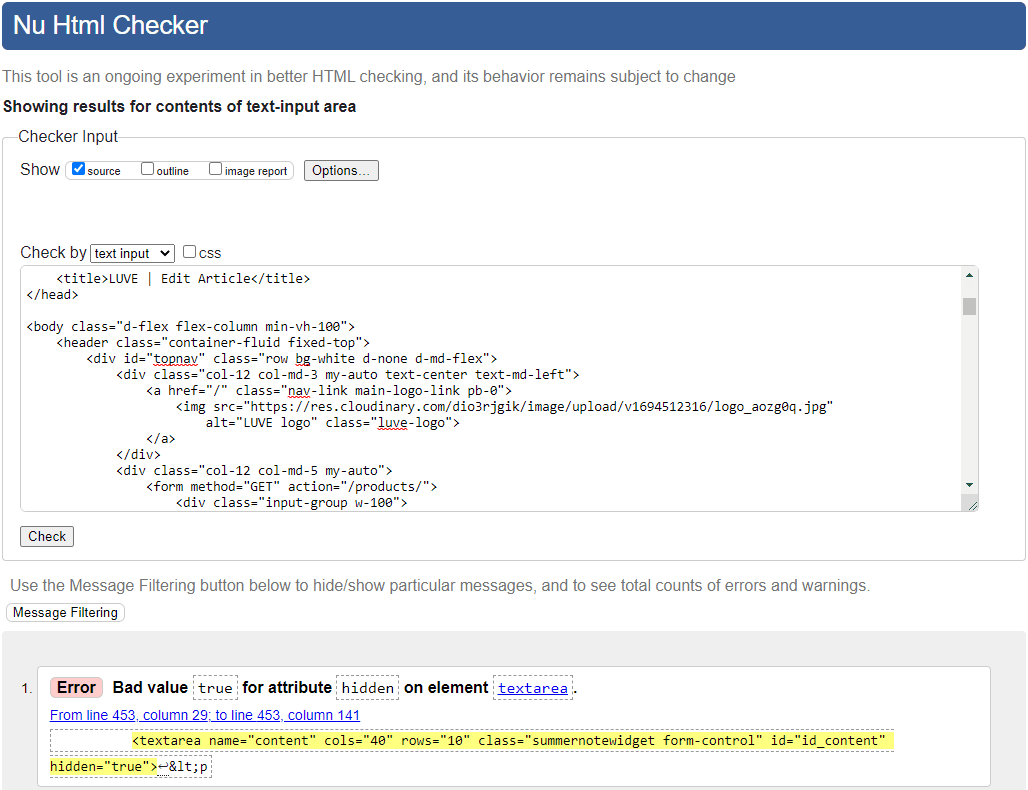 Nu Html Checker
This tool is an ongoing experiment in better HTML checking, and its behavior remains subject to change
Showing results for contents of text-input area
Checker Input
Show source outline image report Options...
Check by text input css
    <title>LUVE | Edit Article</title>
</head>
<body class="d-flex flex-column min-vh-100">
    <header class="container-fluid fixed-top">
        <div id="topnav" class="row bg-white d-none d-md-flex">
            <div class="col-12 col-md-3 my-auto text-center text-md-left">
                <a href="/" class="nav-link main-logo-link pb-0">
                    <img src="https://res.cloudinary.com/dio3rjgik/image/upload/v1694512316/logo_aozg0q.jpg"
                        alt="LUVE logo" class="luve-logo">
                </a>
            </div>
            <div class="col-12 col-md-5 my-auto">
                <form method="GET" action="/products/">
                    <div class="input-group w-100">
Check
Use the Message Filtering button below to hide/show particular messages, and to see total counts of errors and warnings.
Message Filtering
1. Error Bad value true for attribute hidden on element textarea.
From line 453, column 29; to line 453, column 141
<textarea name="content" cols="40" rows="10" class="summernotewidget form-control" id="id_content"
hidden="true">↩&lt;p